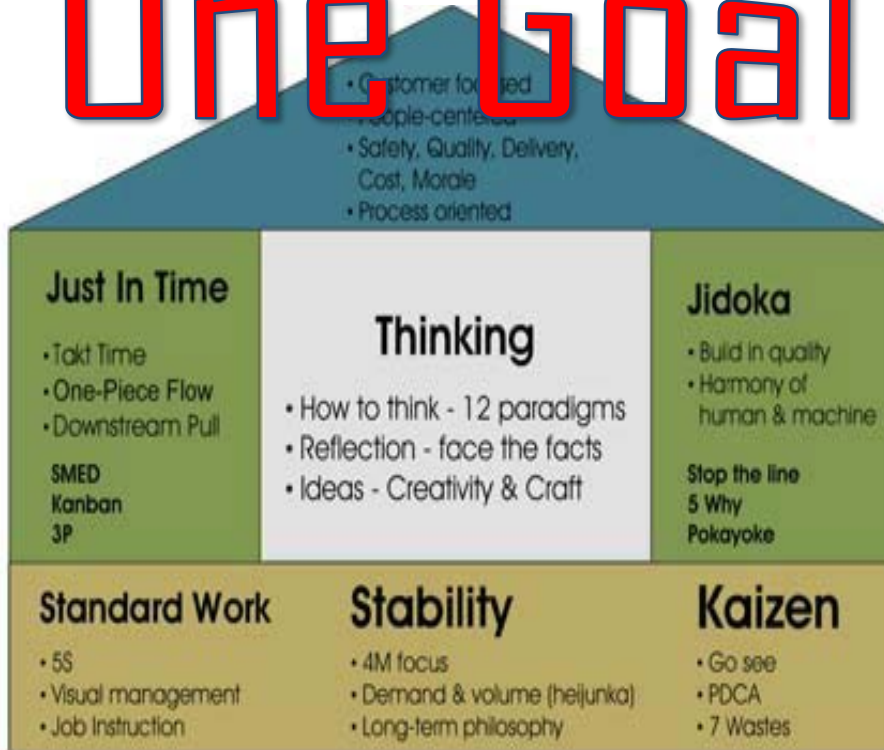 One Goal
• Customer focused
• People-centered
• Safety, Quality, Delivery,
Cost, Morale
• Process oriented
Just In Time
• Takt Time
• One-Piece Flow
• Downstream Pull
SMED
Kanban
3P
Thinking
• How to think - 12 paradigms
• Reflection - face the facts
• Ideas - Creativity & Craft
Jidoka
• Build in quality
• Harmony of
human & machine
Stop the line
5 Why
Pokayoke
Standard Work
• 5S
• Visual management
• Job Instruction
Stability
• 4M focus
• Demand & volume (heijunka)
• Long-term philosophy
Kaizen
• Go see
• PDCA
• 7 Wastes